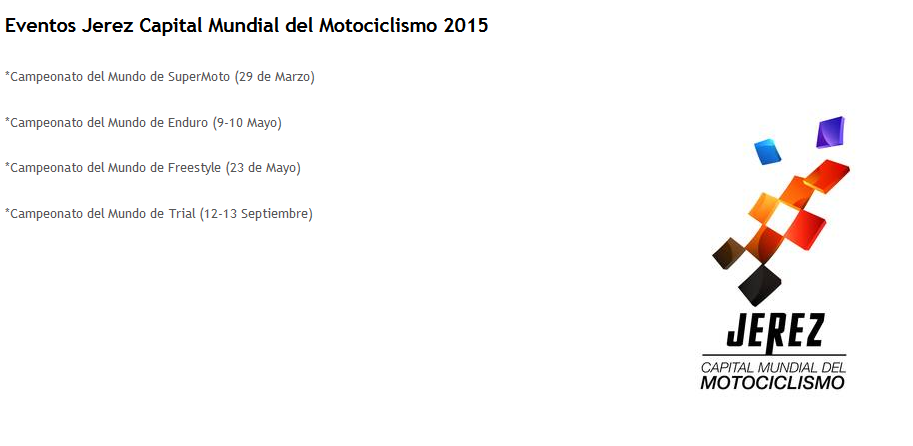 Eventos Jerez Capital Mundial del Motociclismo 2015
*Campeonato del Mundo de SuperMoto (29 de Marzo)
*Campeonato del Mundo de Enduro (9-10 Mayo)
*Campeonato del Mundo de Freestyle (23 de Mayo)
*Campeonato del Mundo de Trial (12-13 Septiembre)
JEREZ
CAPITAL MUNDIAL DEL
MOTOCICLISMO